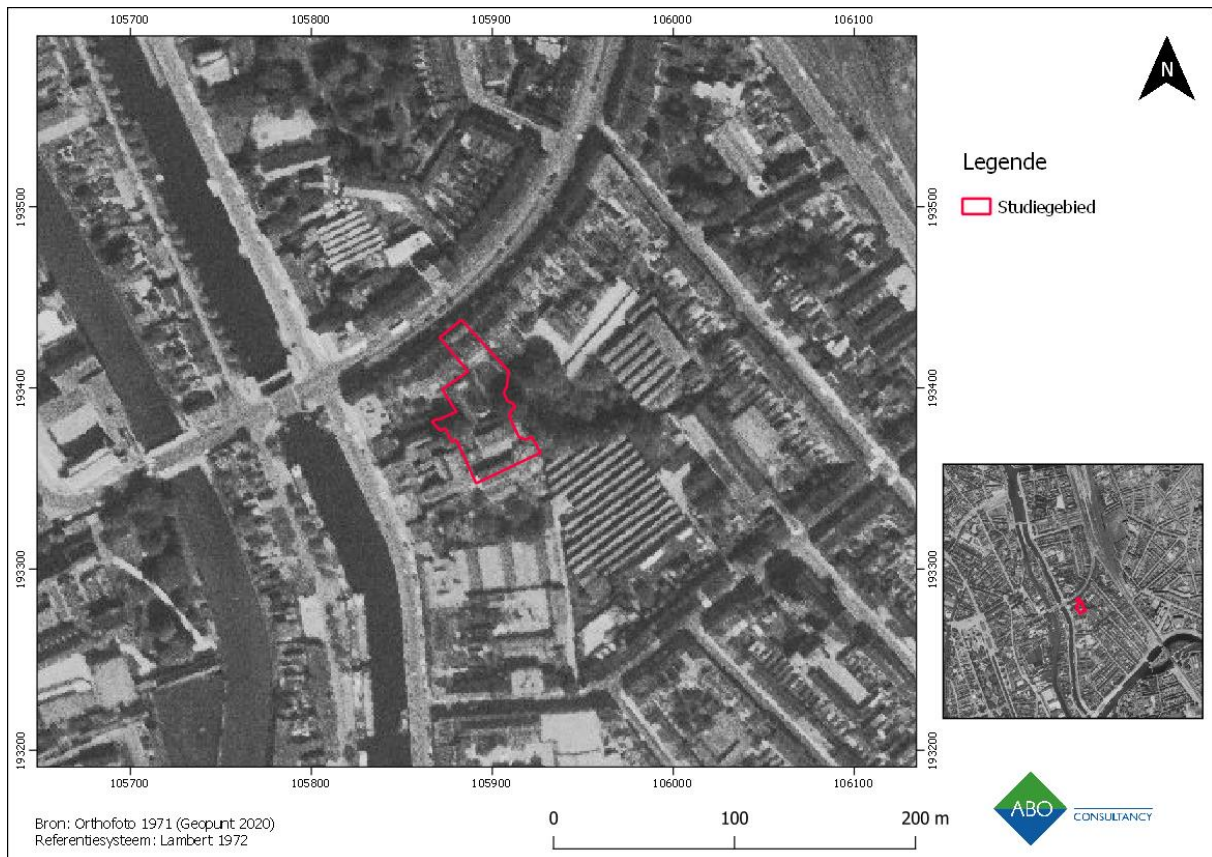 105700 105800 105900 106000 106100
N
Legende
Studiegebied
193500 193500
193400 193400
193300 193300
193200 193200
105700 105800 105900 106000 106100
Bron: Orthofoto 1971 (Geopunt 2020)
Referentiesysteem: Lambert 1972
0 100 200 m
ABO CONSULTANCY